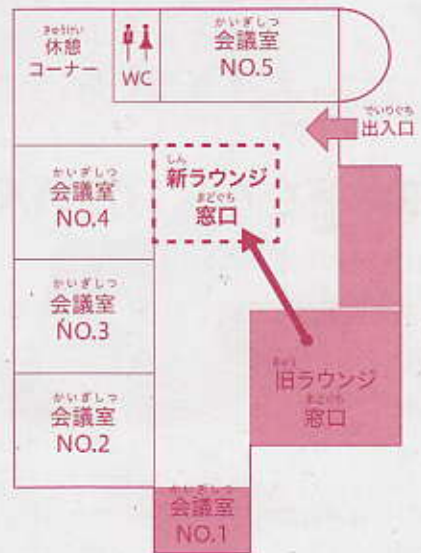 きゅうけい
休憩
コーナー
WC
かいぎしつ
会議室
NO.5
でいりぐち
出入口
しん
新ラウンジ
まどぐち
窓口
かいぎしつ
会議室
NO.4
かいぎしつ
会議室
NO.3
きゅう
旧ラウンジ
まどぐち
窓口
かいぎしつ
会議室
NO.2
かいぎしつ
会議室
NO.1